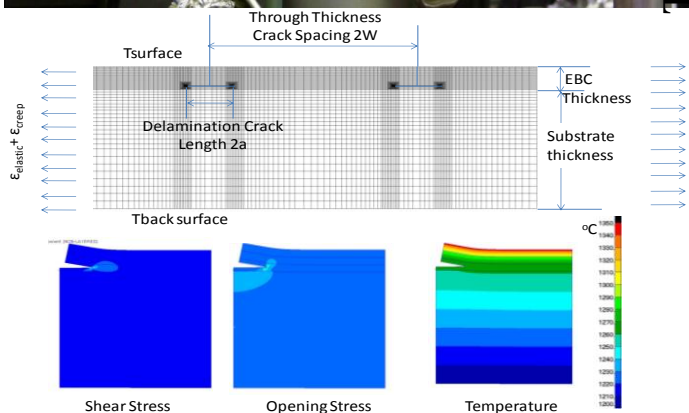 Through Thickness
Crack Spacing 2W
Tsurface
EBC
Thickness
εelastic+ εcreep
Delamination Crack
Length 2a
Substrate
thickness
Tback surface
oC
1350
1340
1330
1320
1310
1300
1290
1280
1270
1260
1250
1240
1230
1220
1210
1200
Shear Stress
Opening Stress
Temperature